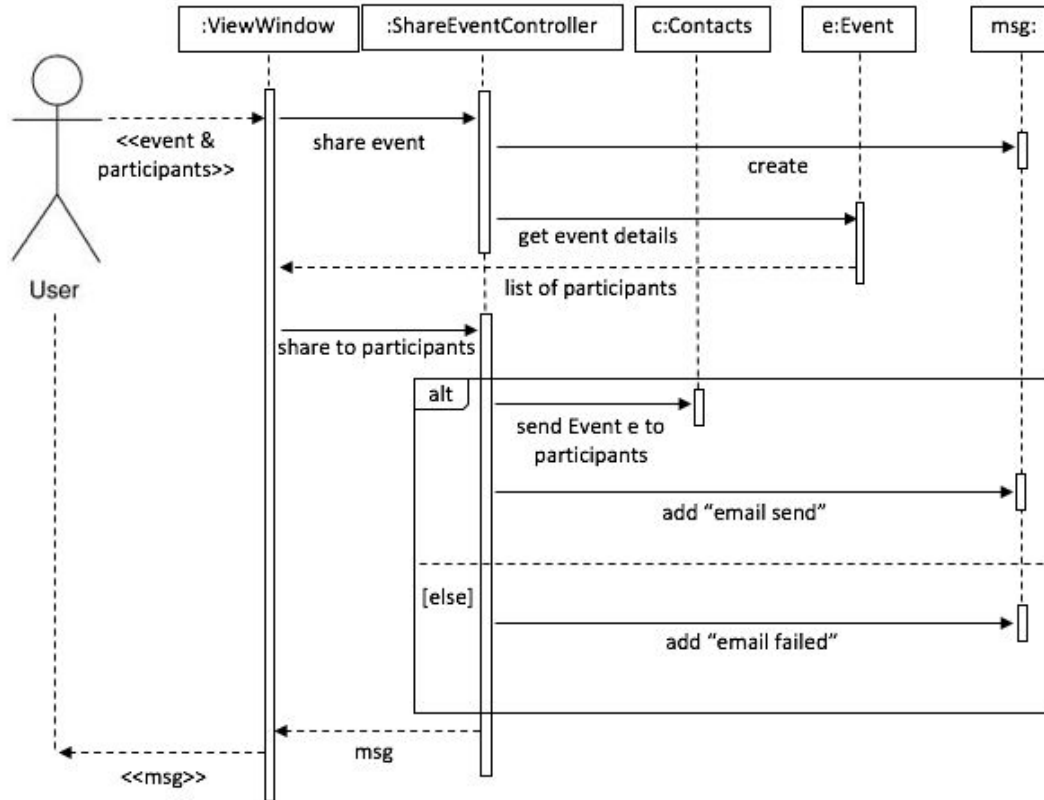 :ViewWindow
:ShareEventController
c:Contacts
e:Event
msg:
<<event &
participants>>
share event
create
get event details
User
list of participants
share to participants
alt
send Event e to
participants
add “email send”
[else]
add “email failed”
msg
<<msg>>